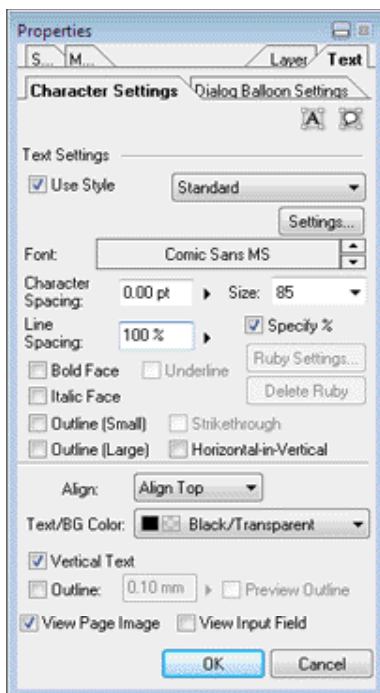 Properties
S... M... Layer Text
Character Settings Dialog Balloon Settings
A
Text Settings
Use Style Standard
Settings...
Font: Comic Sans MS
Character Spacing: 0.00 pt Size: 85
Line Spacing: 100 % Specify %
Bold Face Underline Ruby Settings...
Italic Face Delete Ruby
Outline (Small) Strikethrough
Outline (Large) Horizontal-in-Vertical
Align: Align Top
Text/BG Color: Black/Transparent
Vertical Text
Outline: 0.10 mm Preview Outline
View Page Image View Input Field
OK Cancel